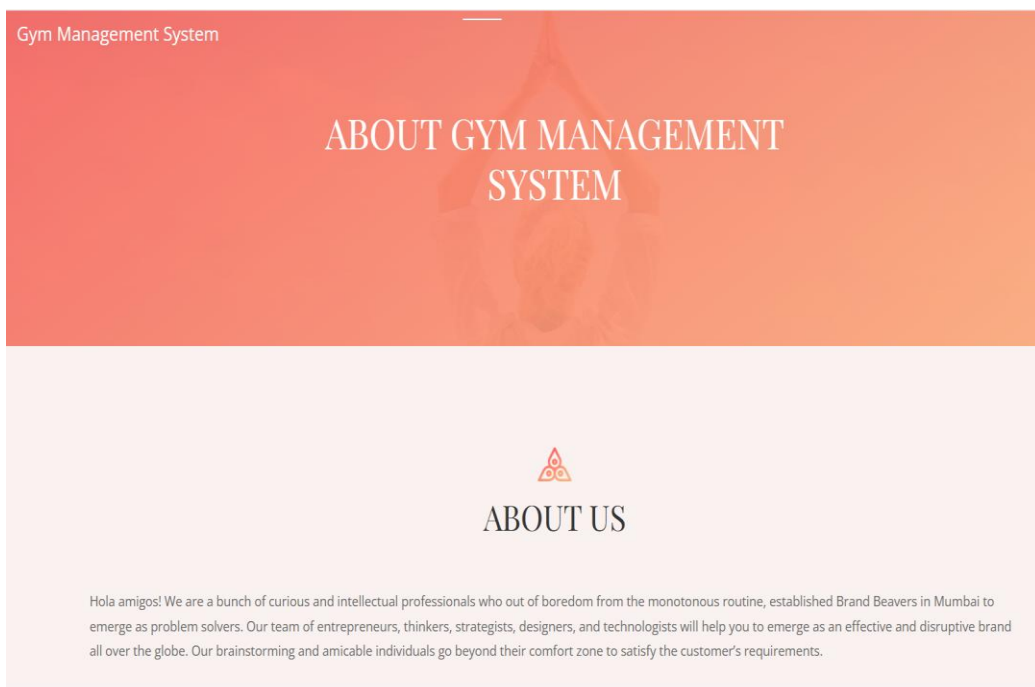 Gym Management System
ABOUT GYM MANAGEMENT
SYSTEM
ABOUT US
Hola amigos! We are a bunch of curious and intellectual professionals who out of boredom from the monotonous routine, established Brand Beavers in Mumbai to
emerge as problem solvers. Our team of entrepreneurs, thinkers, strategists, designers, and technologists will help you to emerge as an effective and disruptive brand
all over the globe. Our brainstorming and amicable individuals go beyond their comfort zone to satisfy the customer’s requirements.